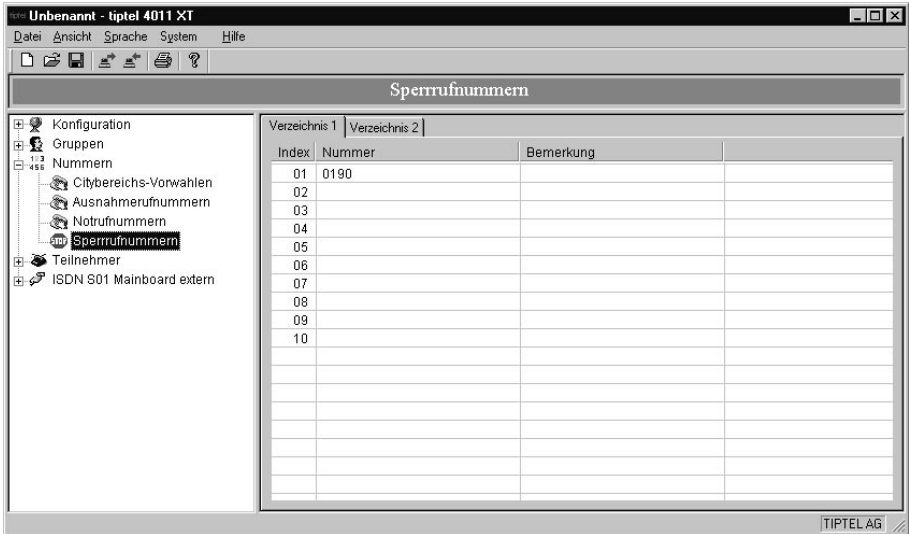 Unbenannt - tiptel 4011 XT
Datei Ansicht Sprache System Hilfe
Sperrrufnummern
Konfiguration
Gruppen
Nummern
Citybereichs-Vorwahlen
Ausnahmerufnummern
Notrufnummern
Sperrrufnummern
Teilnehmer
ISDN S01 Mainboard extern
Verzeichnis 1 Verzeichnis 2
Index Nummer Bemerkung
01 0190
02
03
04
05
06
07
08
09
10
TIPTEL AG